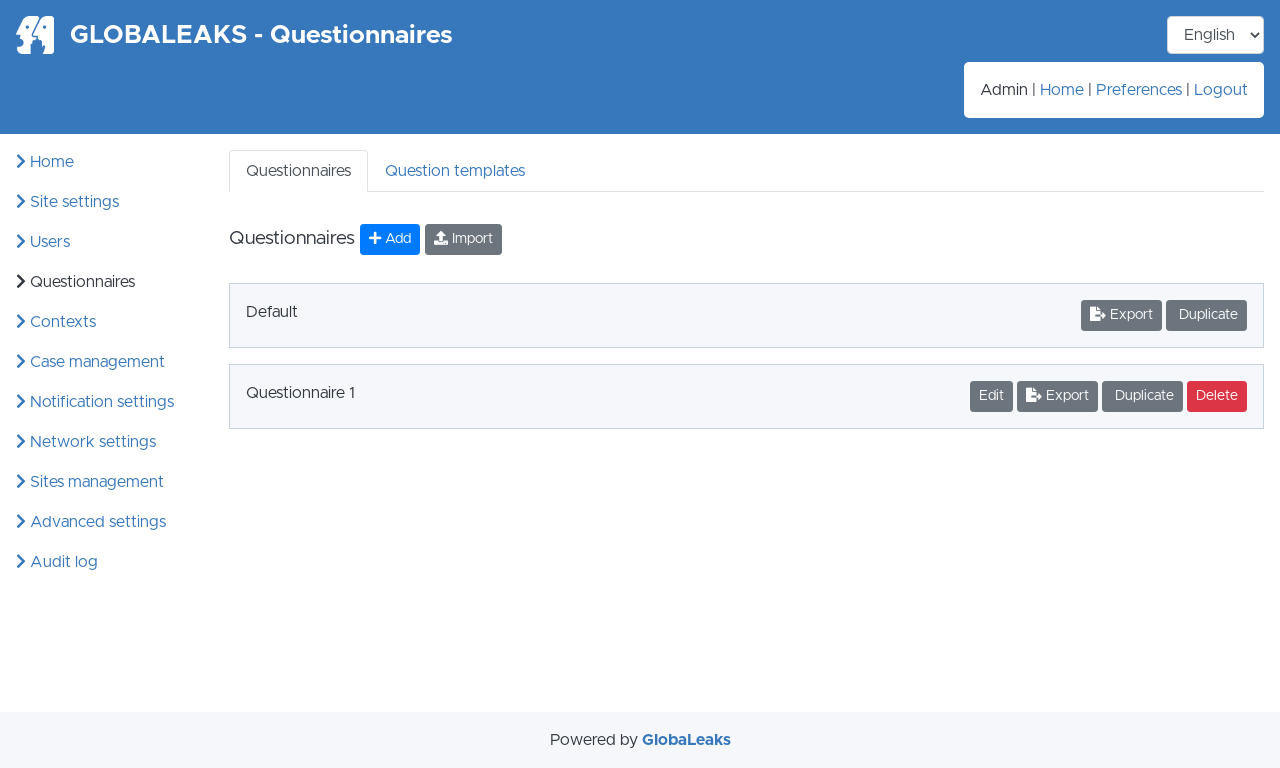 GLOBALEAKS - Questionnaires
English
Admin | Home | Preferences | Logout
Home
Site settings
Users
Questionnaires
Contexts
Case management
Notification settings
Network settings
Sites management
Advanced settings
Audit log
Questionnaires
Question templates
Questionnaires
Add
Import
Default
Export
Duplicate
Questionnaire 1
Edit
Export
Duplicate
Delete
Powered by GlobaLeaks